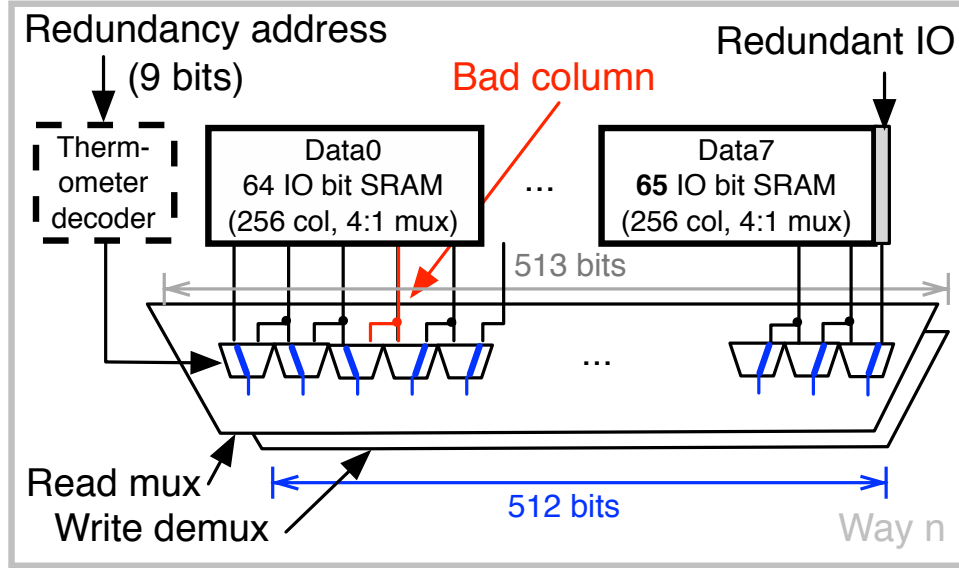 Redundancy address
(9 bits)
Redundant IO
Bad column
Therm-
ometer
decoder
Data0
64 IO bit SRAM
(256 col, 4:1 mux)
...
Data7
65 IO bit SRAM
(256 col, 4:1 mux)
513 bits
...
Read mux
Write demux
512 bits
Way n